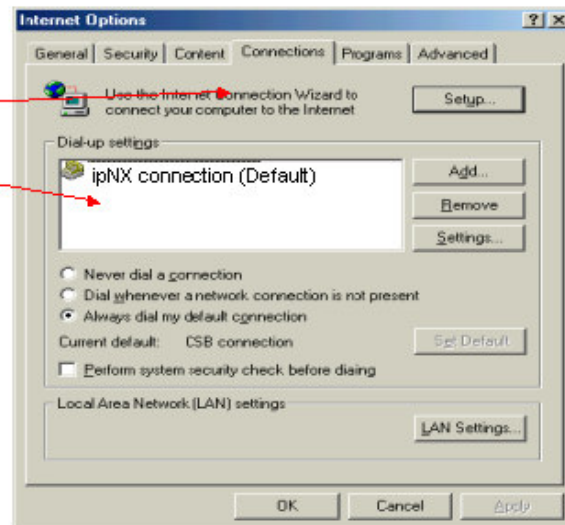 Internet Options
General Security Content Connections Programs Advanced
Use the Internet Connection Wizard to
connect your computer to the Internet
Setup...
Dial-up settings
ipNX connection (Default)
Add...
Remove
Settings...
Never dial a connection
Dial whenever a network connection is not present
Always dial my default connection
Current default: CSB connection
Set Default
Perform system security check before dialing
Local Area Network (LAN) settings
LAN Settings...
OK Cancel Apply